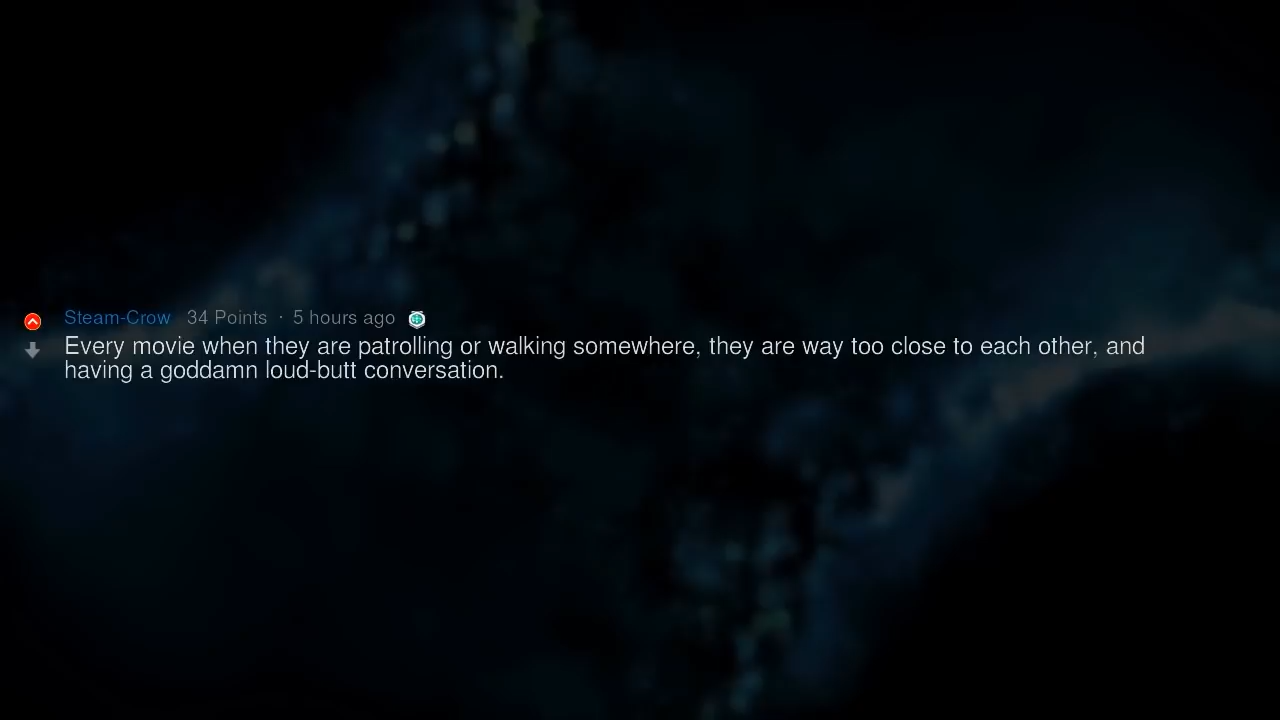 Steam-Crow 34 Points · 5 hours ago
Every movie when they are patrolling or walking somewhere, they are way too close to each other, and
having a goddamn loud-butt conversation.